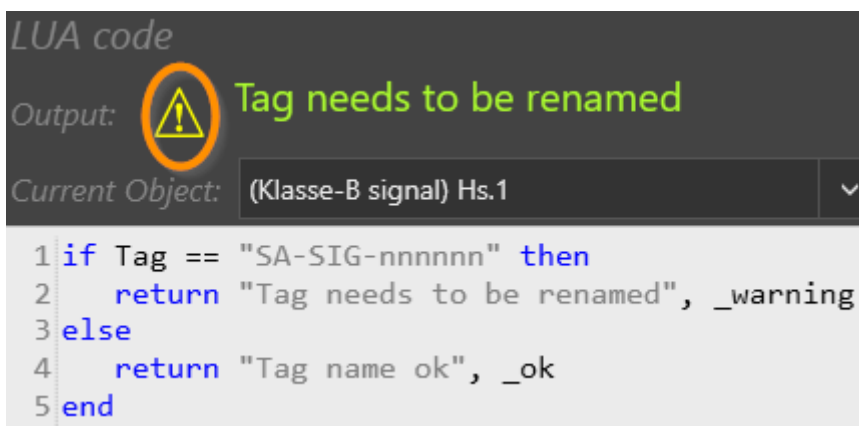 LUA code
Output: Tag needs to be renamed
Current Object: (Klasse-B signal) Hs.1
1 if Tag == "SA-SIG-nnnnnn" then
2 return "Tag needs to be renamed", _warning
3 else
4 return "Tag name ok", _ok
5 end